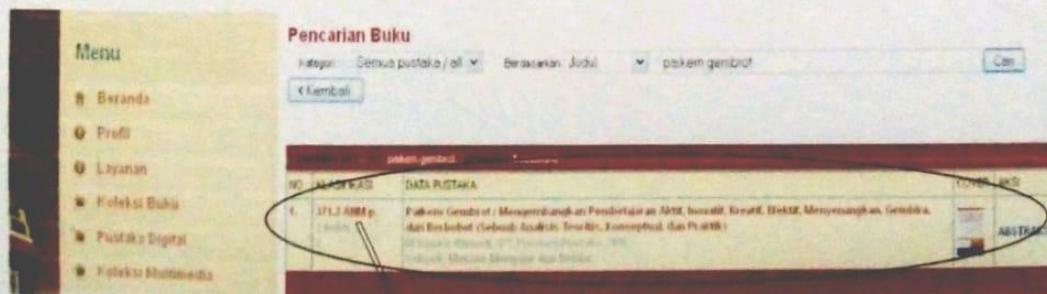 Menu
Beranda
Profil
Layanan
Koleksi Buku
Pustaka Digital
Koleksi Multimedia
Pencarian Buku
Kategori Semua pustaka / all Berdasarkan Judul paikem gembrot Cari
< Kembali
paikem gembrot
NO KLASIFIKASI DATA PUSTAKA COVER AKSI
1. 371.3 AHM p Paikem Gembrot : Mengembangkan Pembelajaran Aktif, Inovatif, Kreatif, Efektif, Menyenangkan, Gembira,
dan Berbobot (Sebuah Analisis Teoritis, Konseptual, dan Praktik)
ABSTRAK